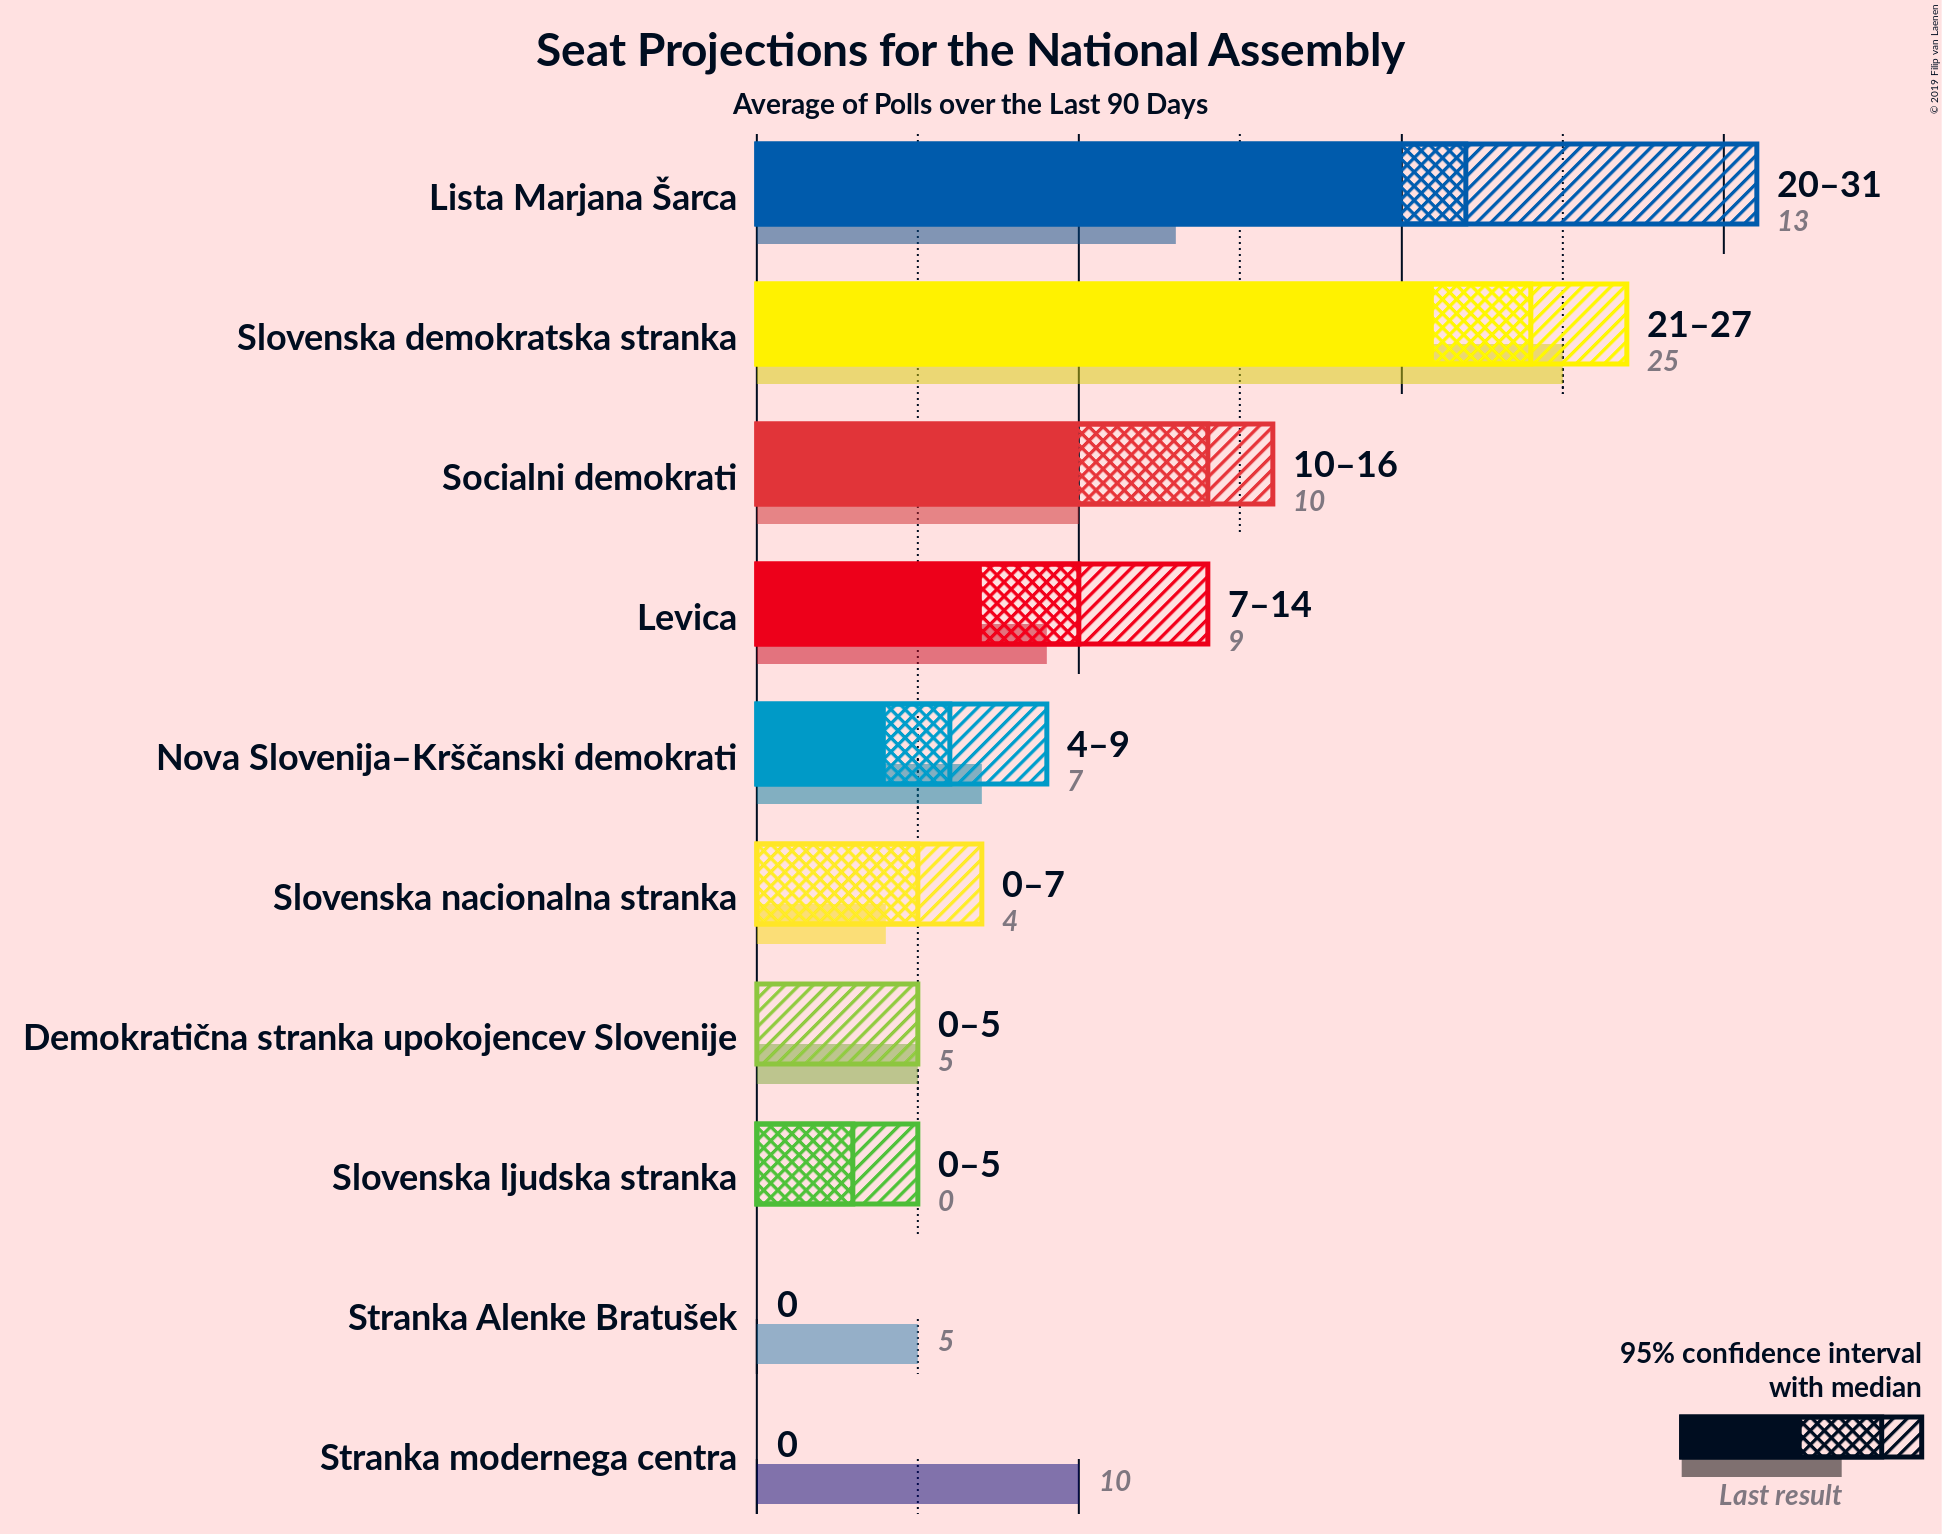 Seat Projections for the National Assembly
Average of Polls over the Last 90 Days
© 2019 Filip van Laenen
Lista Marjana Šarca
20–31
13
Slovenska demokratska stranka
21–27
25
Socialni demokrati
10–16
10
Levica
7–14
9
Nova Slovenija–Krščanski demokrati
4–9
7
Slovenska nacionalna stranka
0–7
4
Demokratična stranka upokojencev Slovenije
0–5
5
Slovenska ljudska stranka
0–5
0
Stranka Alenke Bratušek
0
5
Stranka modernega centra
0
10
95% confidence interval
with median
Last result